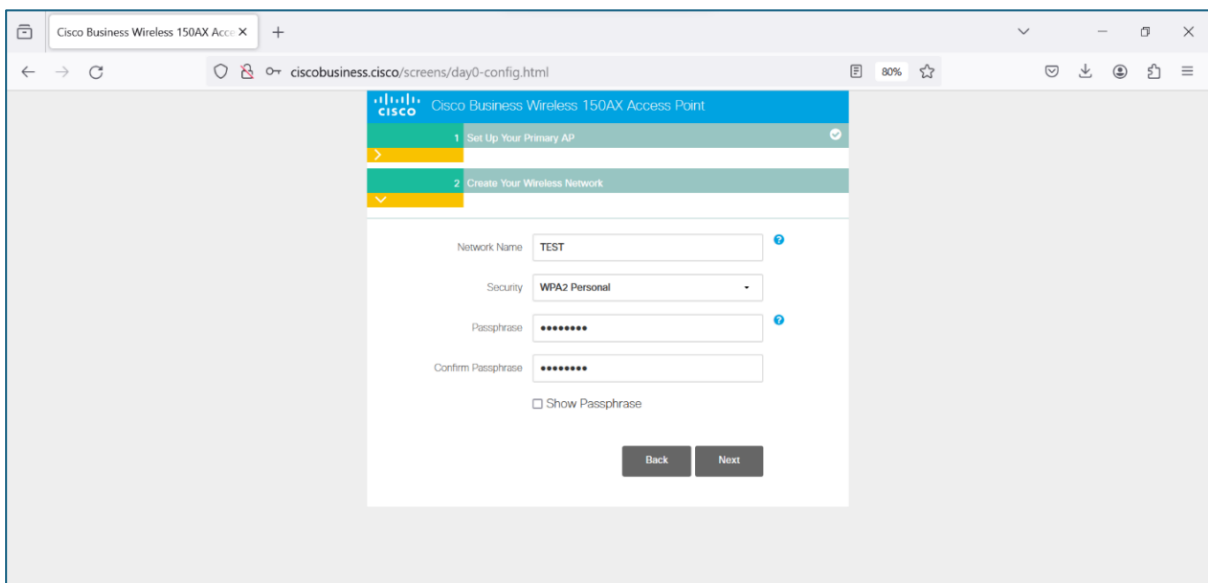 Cisco Business Wireless 150AX Acce
ciscobusiness.cisco/screens/day0-config.html
80%
CISCO Cisco Business Wireless 150AX Access Point
1 Set Up Your Primary AP
2 Create Your Wireless Network
Network Name TEST
Security WPA2 Personal
Passphrase ••••••••
Confirm Passphrase ••••••••
Show Passphrase
Back Next